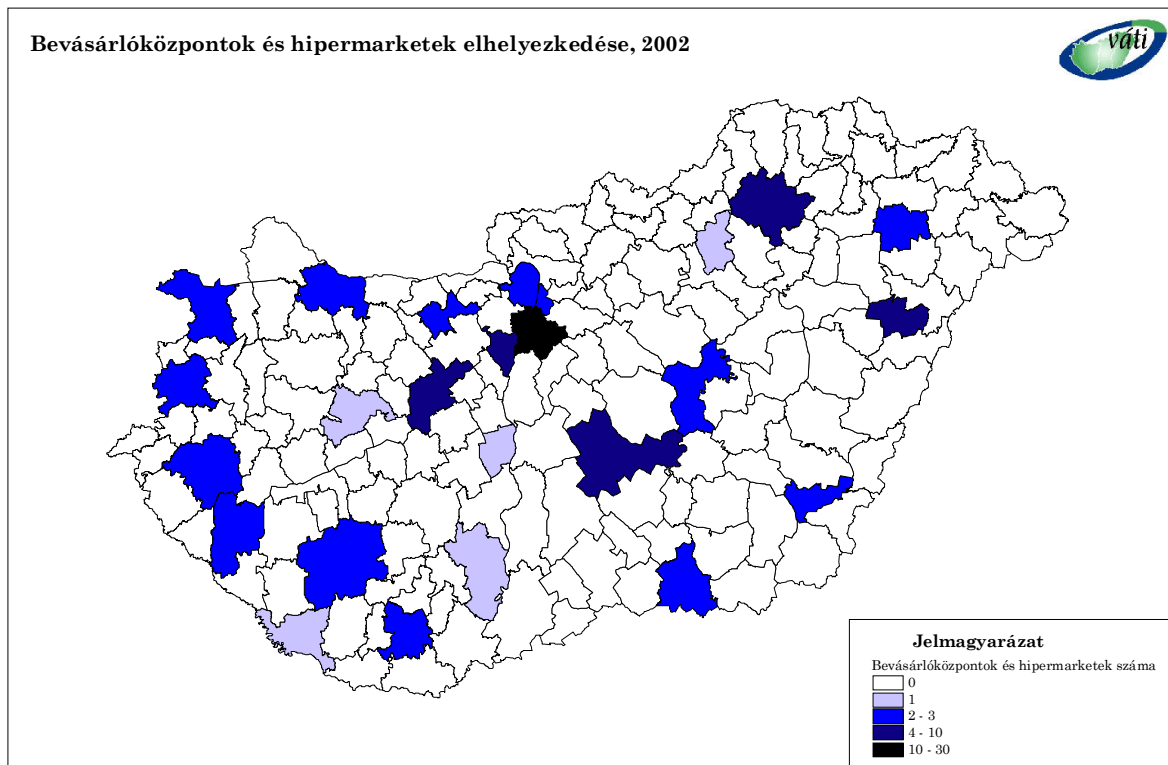 Bevásárlóközpontok és hipermarketek elhelyezkedése, 2002
váti
Jelmagyarázat
Bevásárlóközpontok és hipermarketek száma
0
1
2 - 3
4 - 10
10 - 30